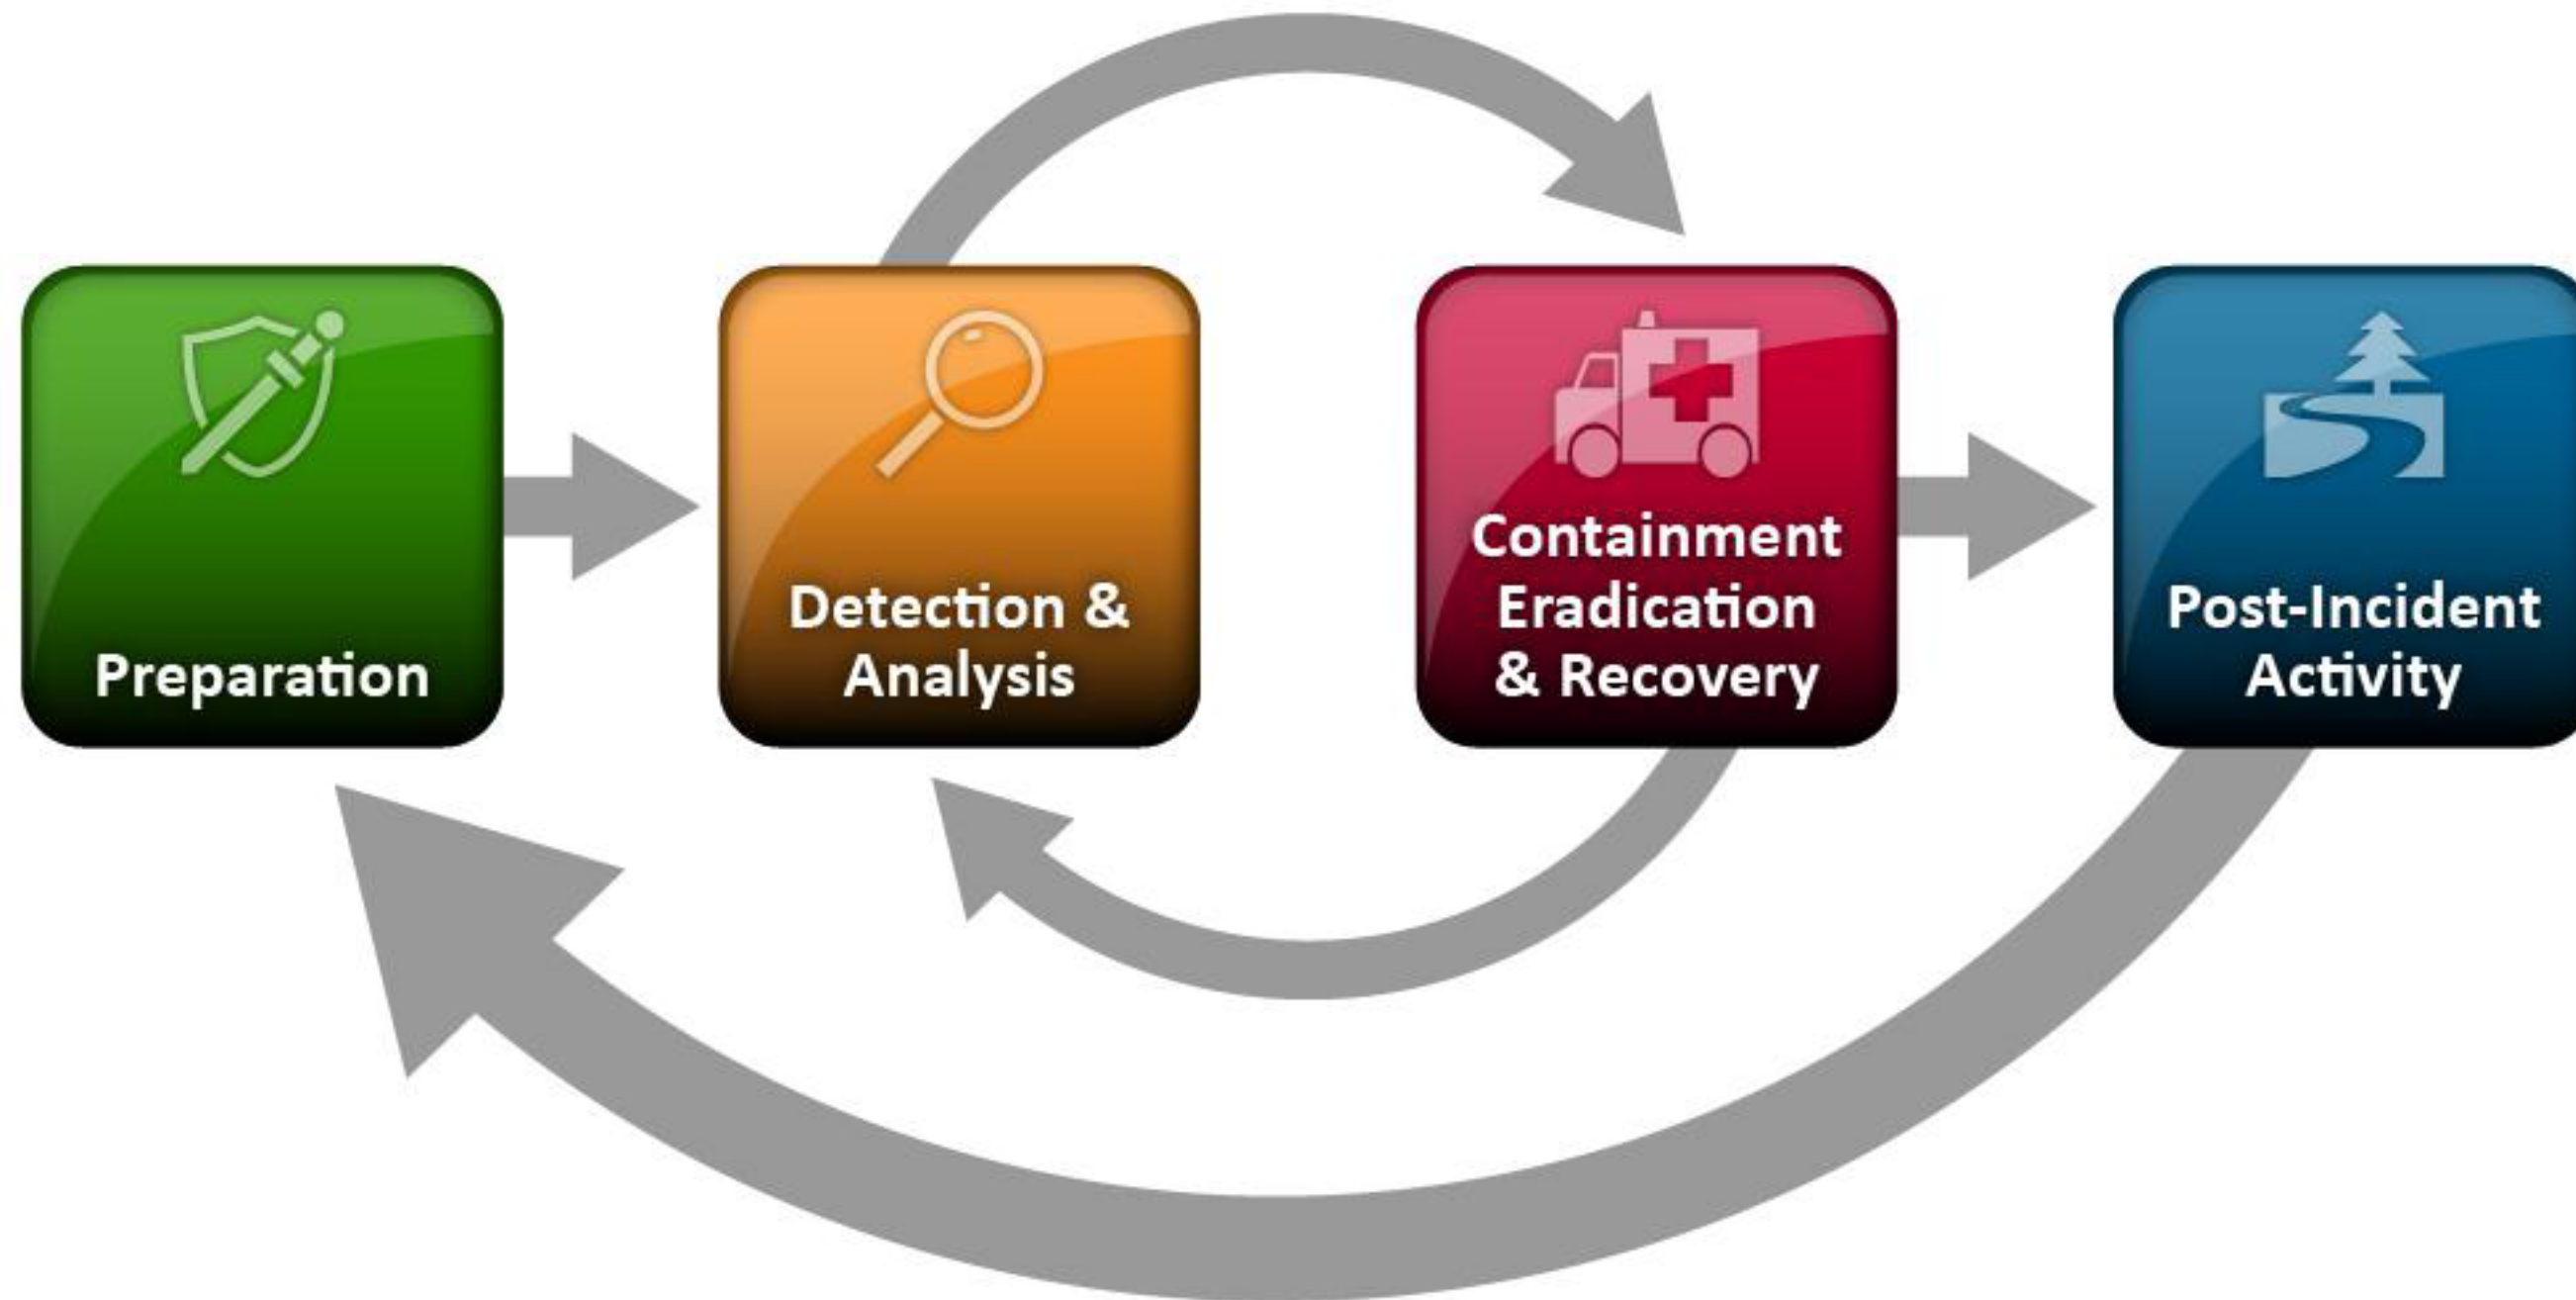 Preparation
Detection &
Analysis
Containment
Eradication
& Recovery
Post-Incident
Activity